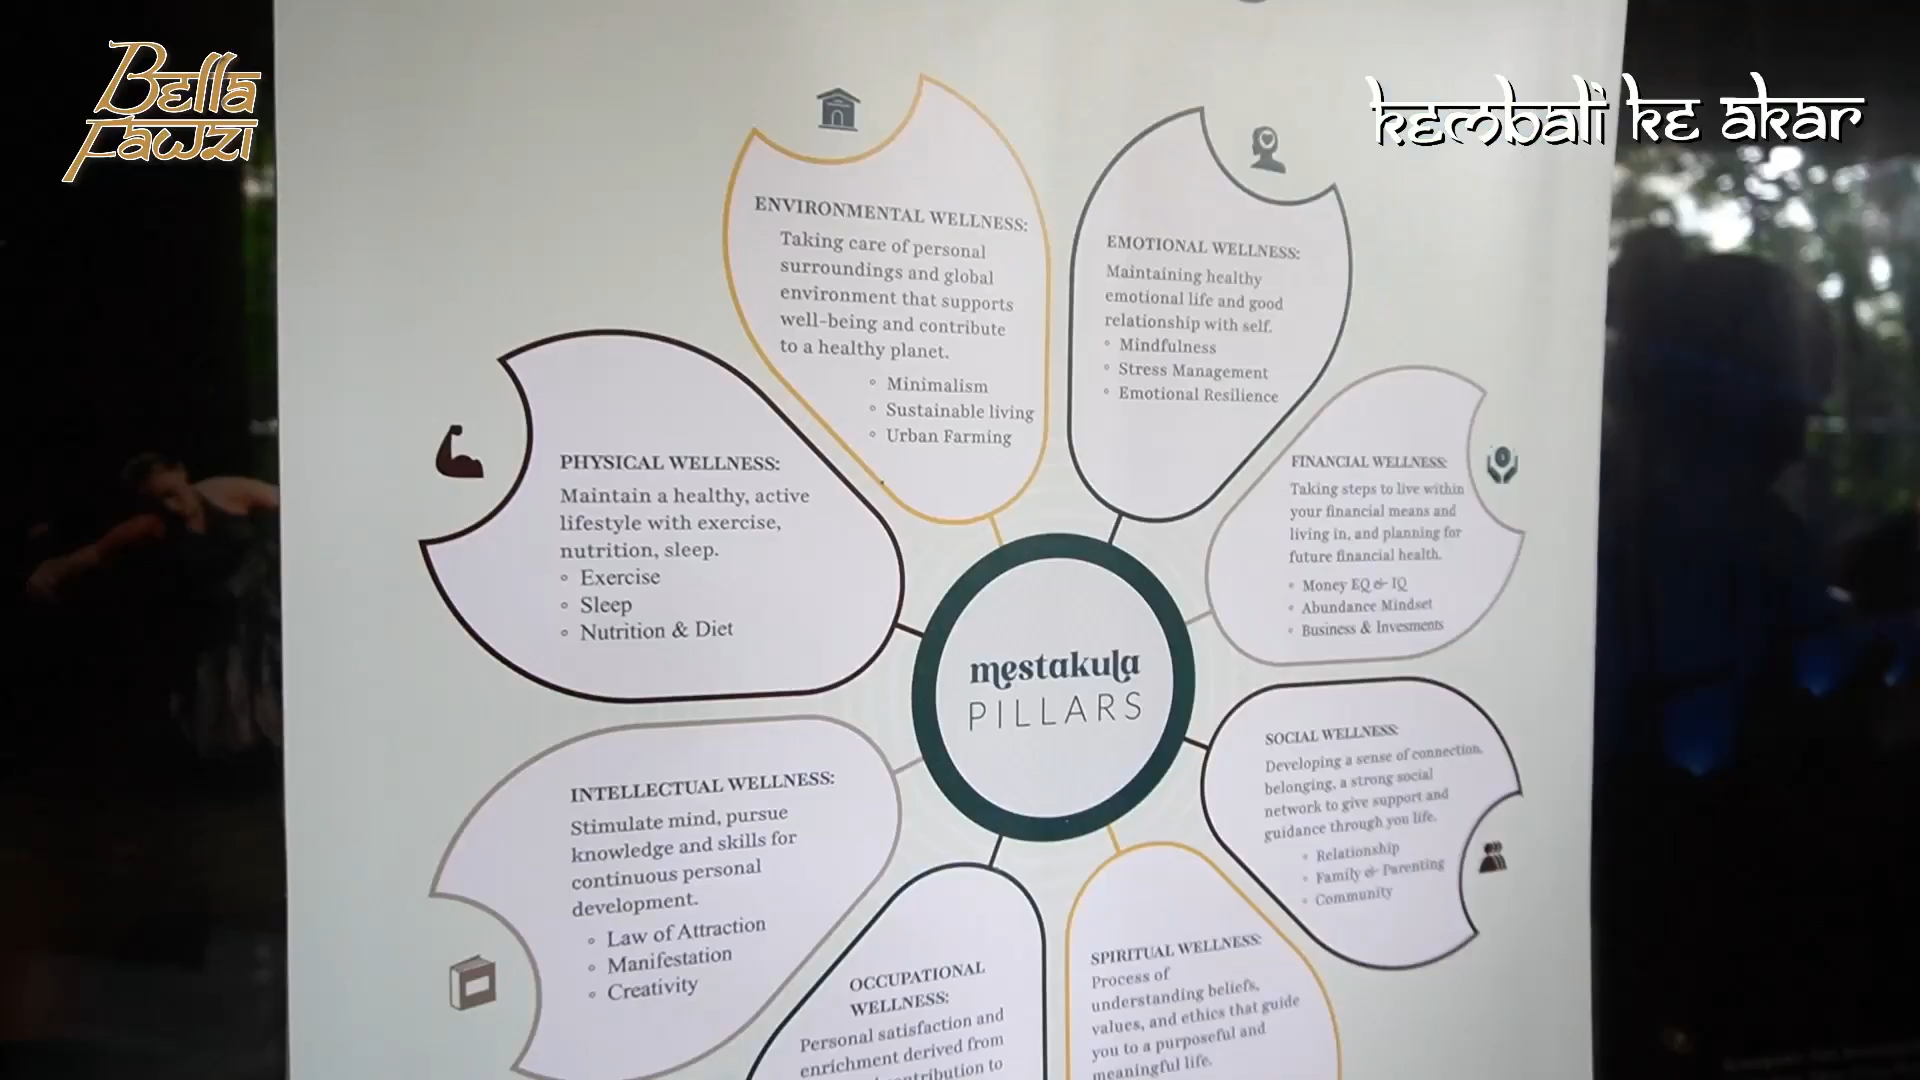 Bella
Fawzi
kembali ke akar
ENVIRONMENTAL WELLNESS:
Taking care of personal
surroundings and global
environment that supports
well-being and contribute
to a healthy planet.
◦ Minimalism
◦ Sustainable living
◦ Urban Farming
EMOTIONAL WELLNESS:
Maintaining healthy
emotional life and good
relationship with self.
◦ Mindfulness
◦ Stress Management
◦ Emotional Resilience
PHYSICAL WELLNESS:
Maintain a healthy, active
lifestyle with exercise,
nutrition, sleep.
◦ Exercise
◦ Sleep
◦ Nutrition & Diet
FINANCIAL WELLNESS:
Taking steps to live within
your financial means and
living in, and planning for
future financial health.
◦ Money EQ & IQ
◦ Abundance Mindset
◦ Business & Invesments
mestakula
PILLARS
INTELLECTUAL WELLNESS:
Stimulate mind, pursue
knowledge and skills for
continuous personal
development.
◦ Law of Attraction
◦ Manifestation
◦ Creativity
SOCIAL WELLNESS:
Developing a sense of connection,
belonging, a strong social
network to give support and
guidance through you life.
◦ Relationship
◦ Family & Parenting
◦ Community
OCCUPATIONAL
WELLNESS:
Personal satisfaction and
enrichment derived from
contribution to
SPIRITUAL WELLNESS:
Process of
understanding beliefs,
values, and ethics that guide
you to a purposeful and
meaningful life.